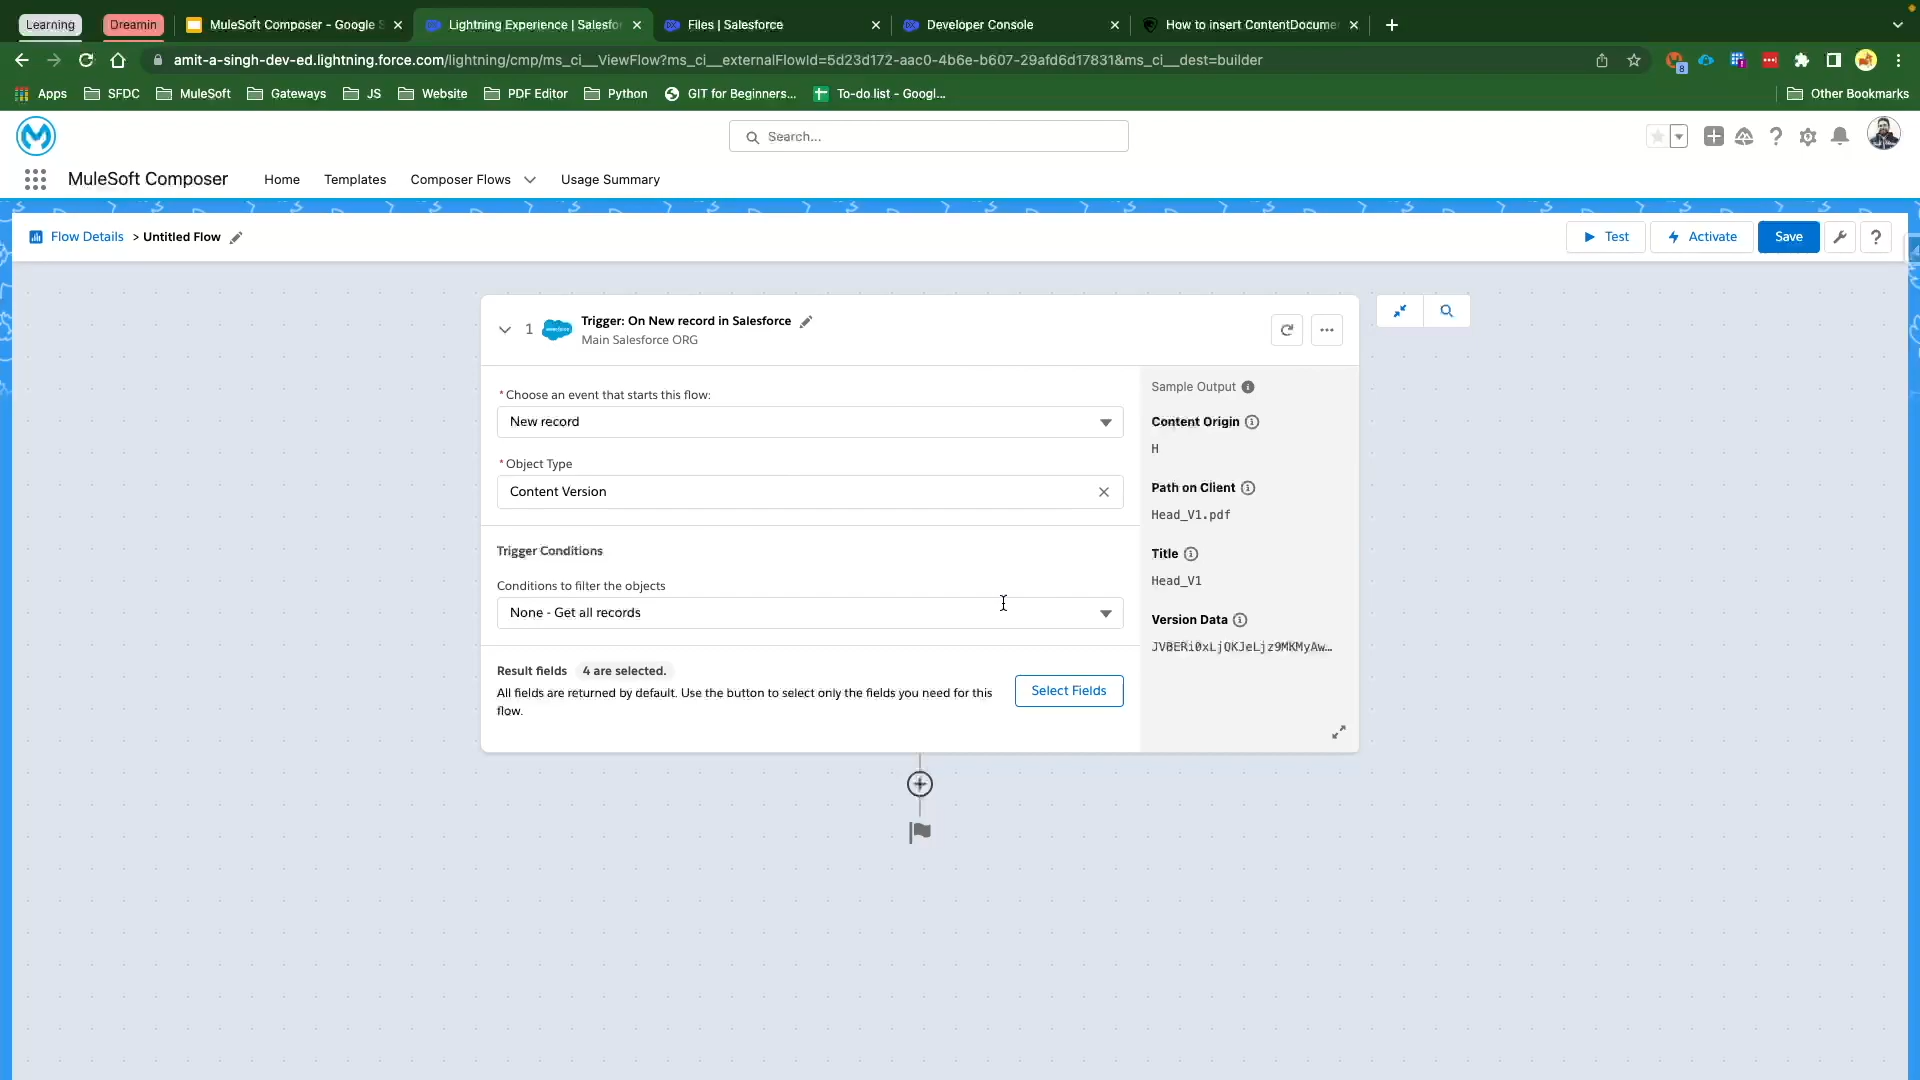 Learning
Dreamin
MuleSoft Composer - Google S
Lightning Experience | Salesfor
Files | Salesforce
Developer Console
How to insert ContentDocume
amit-a-singh-dev-ed.lightning.force.com/lightning/cmp/ms_ci__ViewFlow?ms_ci__externalFlowId=5d23d172-aac0-4b6e-b607-29afd6d17831&ms_ci__dest=builder
8
Apps
SFDC
MuleSoft
Gateways
JS
Website
PDF Editor
Python
GIT for Beginners...
To-do list - Googl...
Other Bookmarks
Search...
MuleSoft Composer
Home
Templates
Composer Flows
Usage Summary
Flow Details > Untitled Flow
Test
Activate
Save
1
Trigger: On New record in Salesforce
Main Salesforce ORG
* Choose an event that starts this flow:
New record
* Object Type
Content Version
Trigger Conditions
Conditions to filter the objects
None - Get all records
Result fields 4 are selected.
All fields are returned by default. Use the button to select only the fields you need for this
flow.
Select Fields
Sample Output
Content Origin
H
Path on Client
Head_V1.pdf
Title
Head_V1
Version Data
JVBERi0xLjQKJeLjz9MKMyAw…